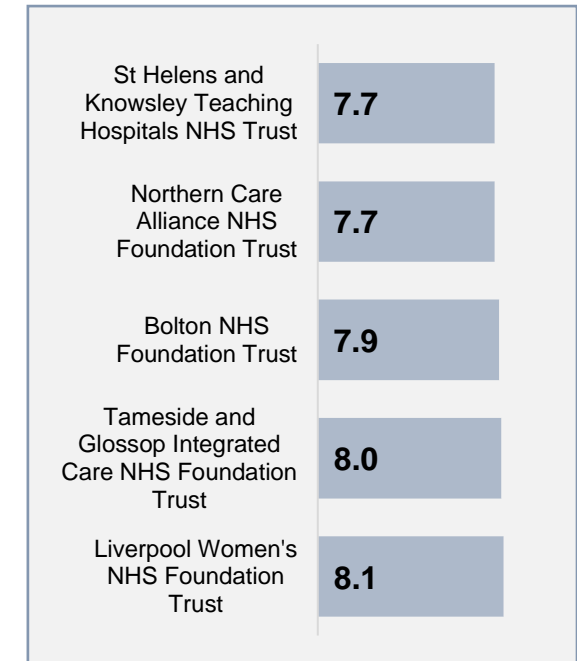 St Helens and
Knowsley Teaching
Hospitals NHS Trust
7.7
Northern Care
Alliance NHS
Foundation Trust
7.7
Bolton NHS
Foundation Trust
7.9
Tameside and
Glossop Integrated
Care NHS Foundation
Trust
8.0
Liverpool Women's
NHS Foundation
Trust
8.1